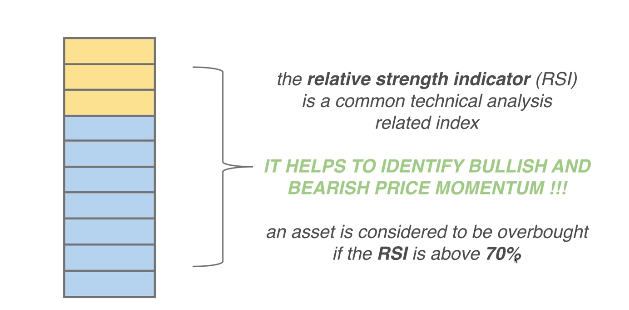 the relative strength indicator (RSI)
is a common technical analysis
related index
IT HELPS TO IDENTIFY BULLISH AND
BEARISH PRICE MOMENTUM !!!
an asset is considered to be overbought
if the RSI is above 70%